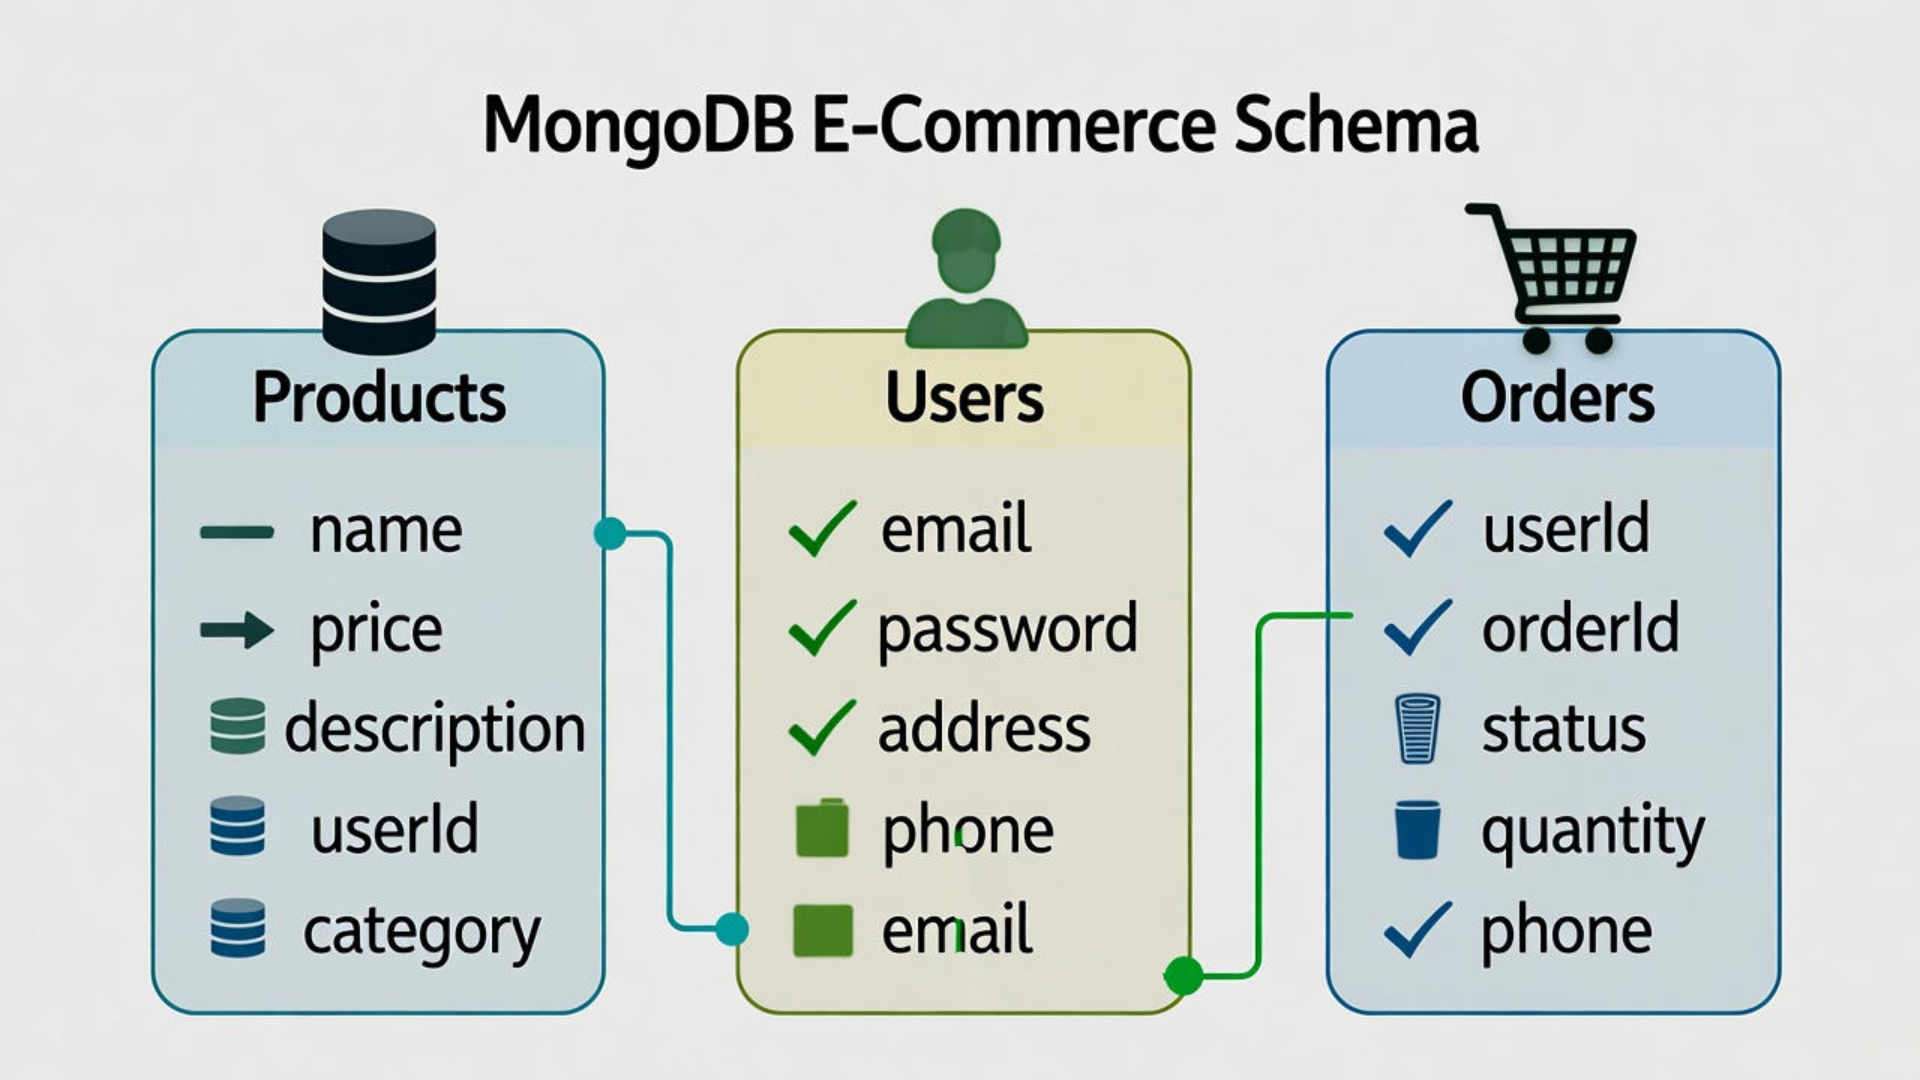 MongoDB E-Commerce Schema
Products
name
price
description
userId
category
Users
email
password
address
phone
email
Orders
userId
orderId
status
quantity
phone